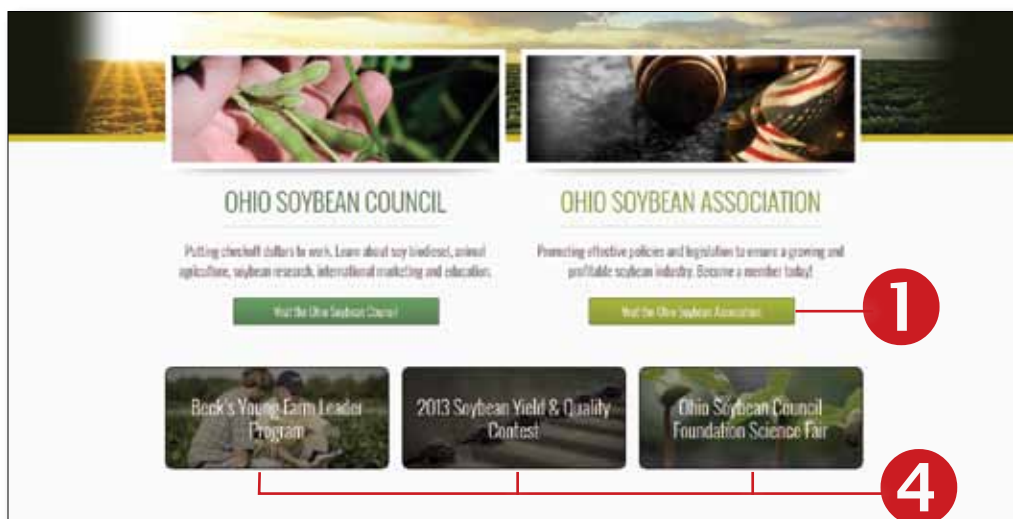 OHIO SOYBEAN COUNCIL
Putting checkoff dollars to work. Learn about soy biodiesel, animal
agriculture, soybean research, international marketing and education.
Visit the Ohio Soybean Council
OHIO SOYBEAN ASSOCIATION
Promoting effective policies and legislation to ensure a growing and
profitable soybean industry. Become a member today!
Visit the Ohio Soybean Association
1
Beck's Young Farm Leader
Program
2013 Soybean Yield & Quality
Contest
Ohio Soybean Council
Foundation Science Fair
4